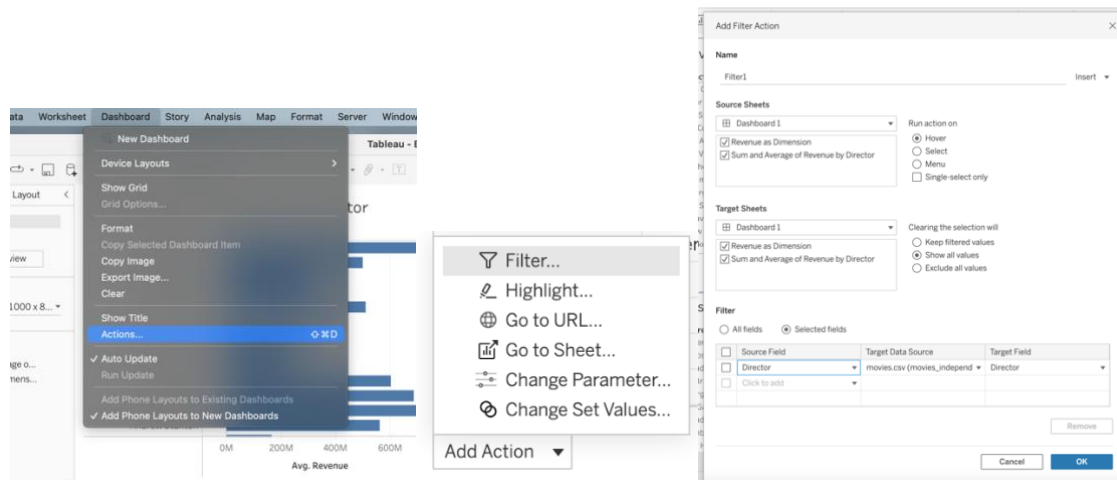 Worksheet Dashboard Story Analysis Map Format Server Window
New Dashboard
Tableau -
Device Layouts
Layout
Show Grid
Grid Options...
Format
Copy Selected Dashboard Item
Copy Image
Export Image...
Clear
1000 x 8...
Show Title
Actions... ⇧⌘D
✓ Auto Update
Run Update
Add Phone Layouts to Existing Dashboards
✓ Add Phone Layouts to New Dashboards
0M 200M 400M 600M
Avg. Revenue
Filter...
Highlight...
Go to URL...
Go to Sheet...
Change Parameter...
Change Set Values...
Add Action
Add Filter Action
Name
Filter1 Insert
Source Sheets
Dashboard 1 Run action on
Revenue as Dimension Hover
Sum and Average of Revenue by Director Select
Menu
Single-select only
Target Sheets
Dashboard 1 Clearing the selection will
Revenue as Dimension Keep filtered values
Sum and Average of Revenue by Director Show all values
Exclude all values
Filter
All fields Selected fields
Source Field Target Data Source Target Field
Director movies.csv (movies_independ Director
Click to add
Remove
Cancel OK